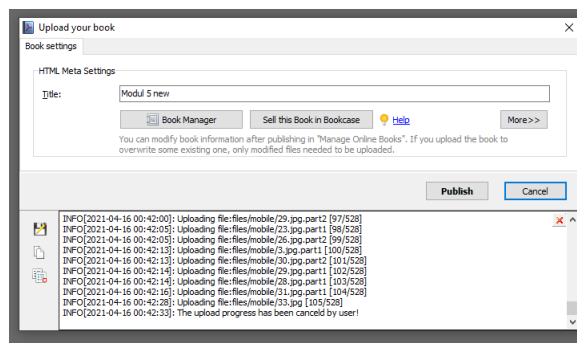 Upload your book
Book settings
HTML Meta Settings
Title:
Modul 5 new
Book Manager
Sell this Book in Bookcase
Help
More>>
You can modify book information after publishing in "Manage Online Books". If you upload the book to
overwrite some existing one, only modified files needed to be uploaded.
Publish
Cancel
INFO[2021-04-16 00:42:00]: Uploading file:files/mobile/29.jpg.part2 [97/528]
INFO[2021-04-16 00:42:05]: Uploading file:files/mobile/23.jpg.part1 [98/528]
INFO[2021-04-16 00:42:05]: Uploading file:files/mobile/26.jpg.part2 [99/528]
INFO[2021-04-16 00:42:13]: Uploading file:files/mobile/3.jpg.part1 [100/528]
INFO[2021-04-16 00:42:13]: Uploading file:files/mobile/30.jpg.part2 [101/528]
INFO[2021-04-16 00:42:14]: Uploading file:files/mobile/29.jpg.part1 [102/528]
INFO[2021-04-16 00:42:14]: Uploading file:files/mobile/28.jpg.part1 [103/528]
INFO[2021-04-16 00:42:16]: Uploading file:files/mobile/31.jpg.part1 [104/528]
INFO[2021-04-16 00:42:28]: Uploading file:files/mobile/33.jpg [105/528]
INFO[2021-04-16 00:42:33]: The upload progress has been canceld by user!